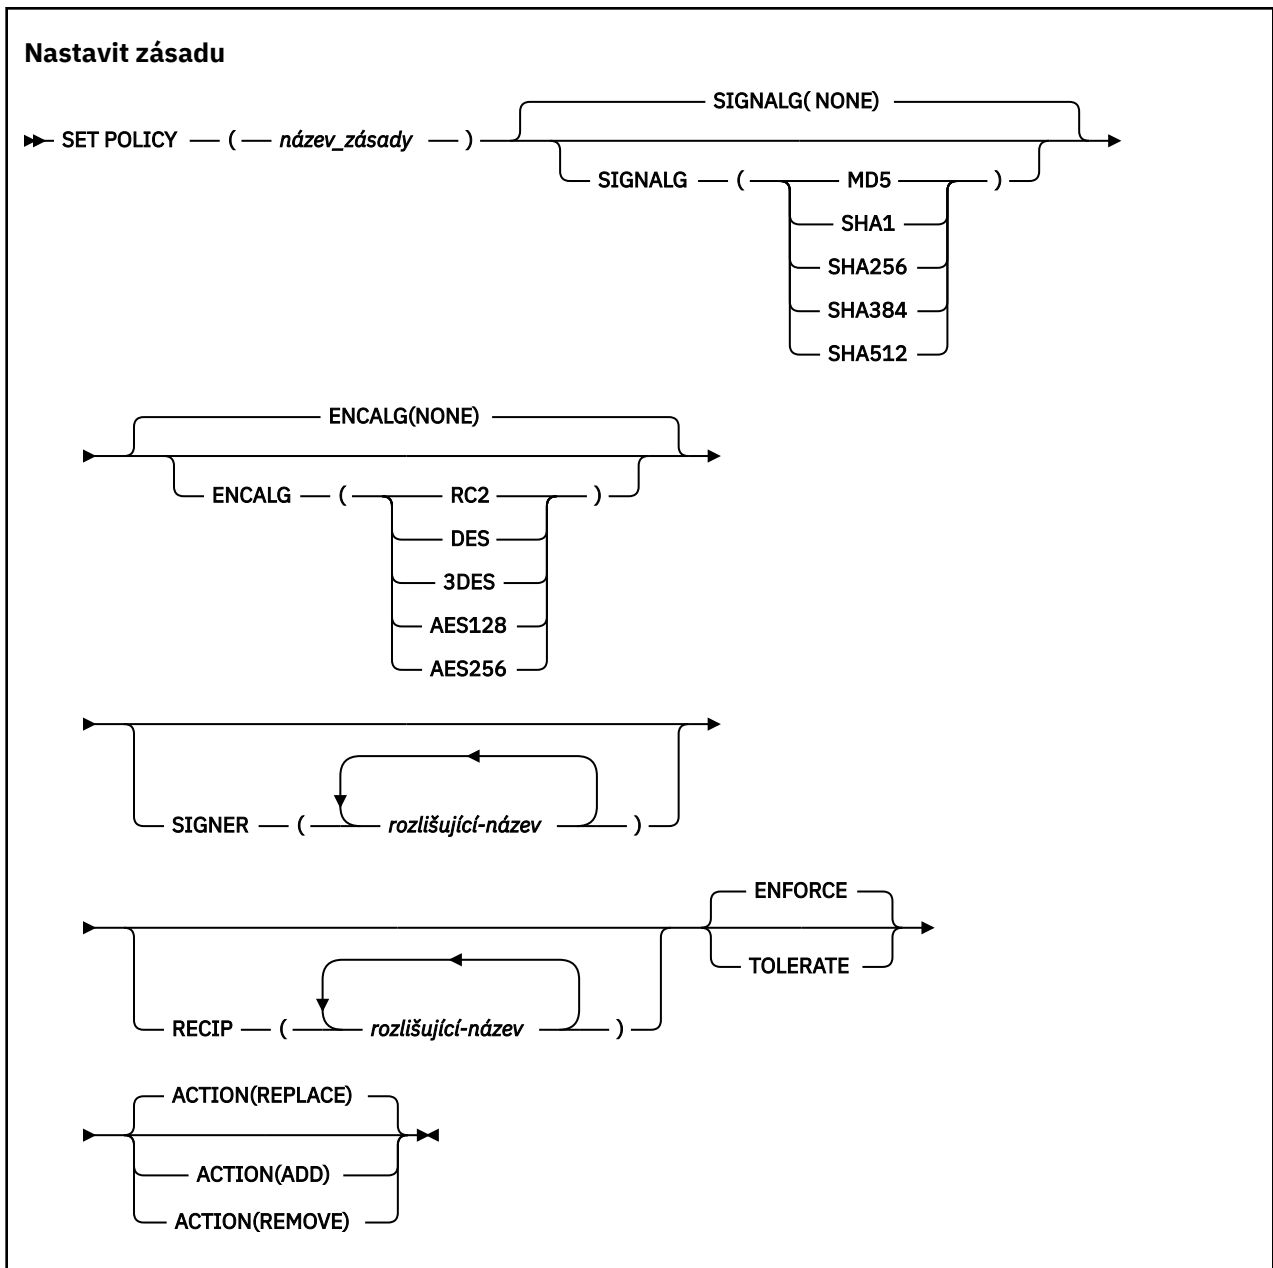 Nastavit zásadu
SIGNALG( NONE)
SET POLICY ( název_zásady )
SIGNALG ( MD5 )
SHA1
SHA256
SHA384
SHA512
ENCALG(NONE)
ENCALG ( RC2 )
DES
3DES
AES128
AES256
SIGNER ( rozlišující-název )
ENFORCE
TOLERATE
RECIP ( rozlišující-název )
ACTION(REPLACE)
ACTION(ADD)
ACTION(REMOVE)